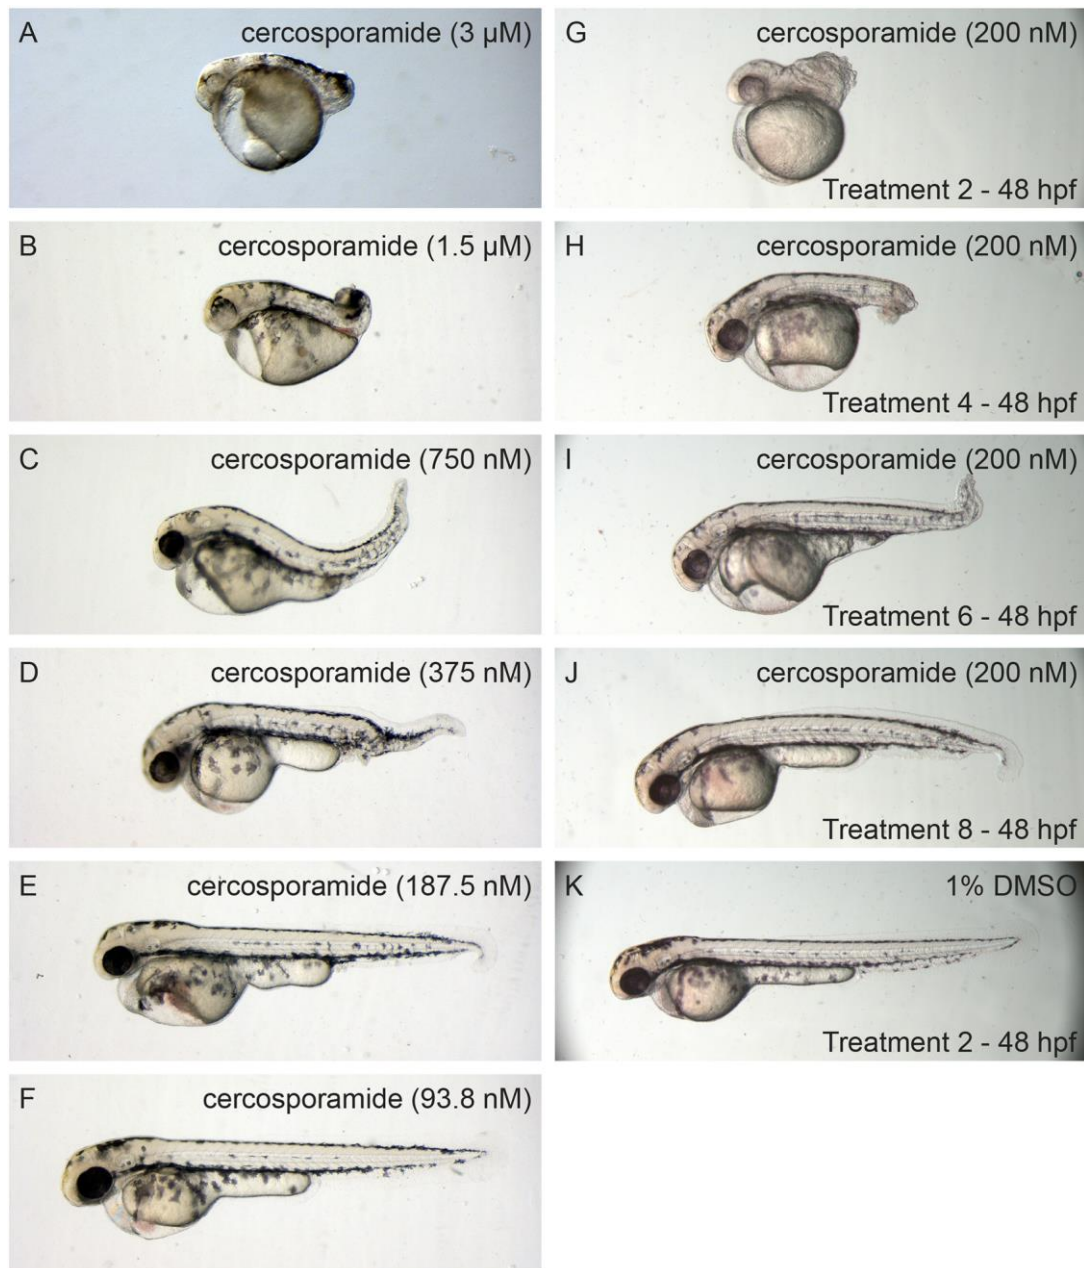 A cercosporamide (3 µM)
B cercosporamide (1.5 µM)
C cercosporamide (750 nM)
D cercosporamide (375 nM)
E cercosporamide (187.5 nM)
F cercosporamide (93.8 nM)
G cercosporamide (200 nM)
Treatment 2 - 48 hpf
H cercosporamide (200 nM)
Treatment 4 - 48 hpf
I cercosporamide (200 nM)
Treatment 6 - 48 hpf
J cercosporamide (200 nM)
Treatment 8 - 48 hpf
K 1% DMSO
Treatment 2 - 48 hpf